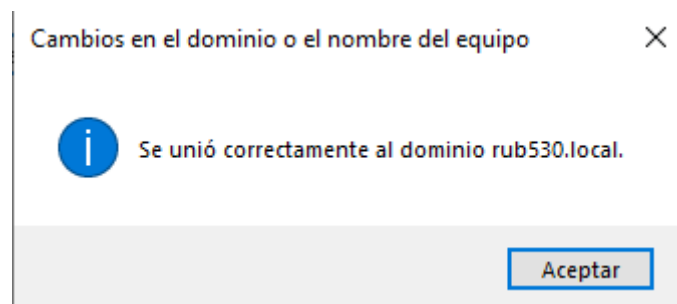 Cambios en el dominio o el nombre del equipo
Se unió correctamente al dominio rub530.local.
Aceptar